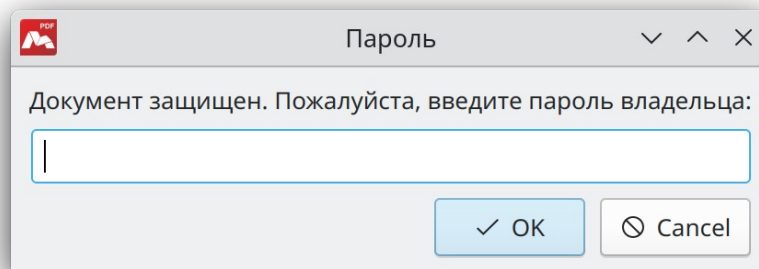 PDF
Пароль
Документ защищен. Пожалуйста, введите пароль владельца:
OK
Cancel